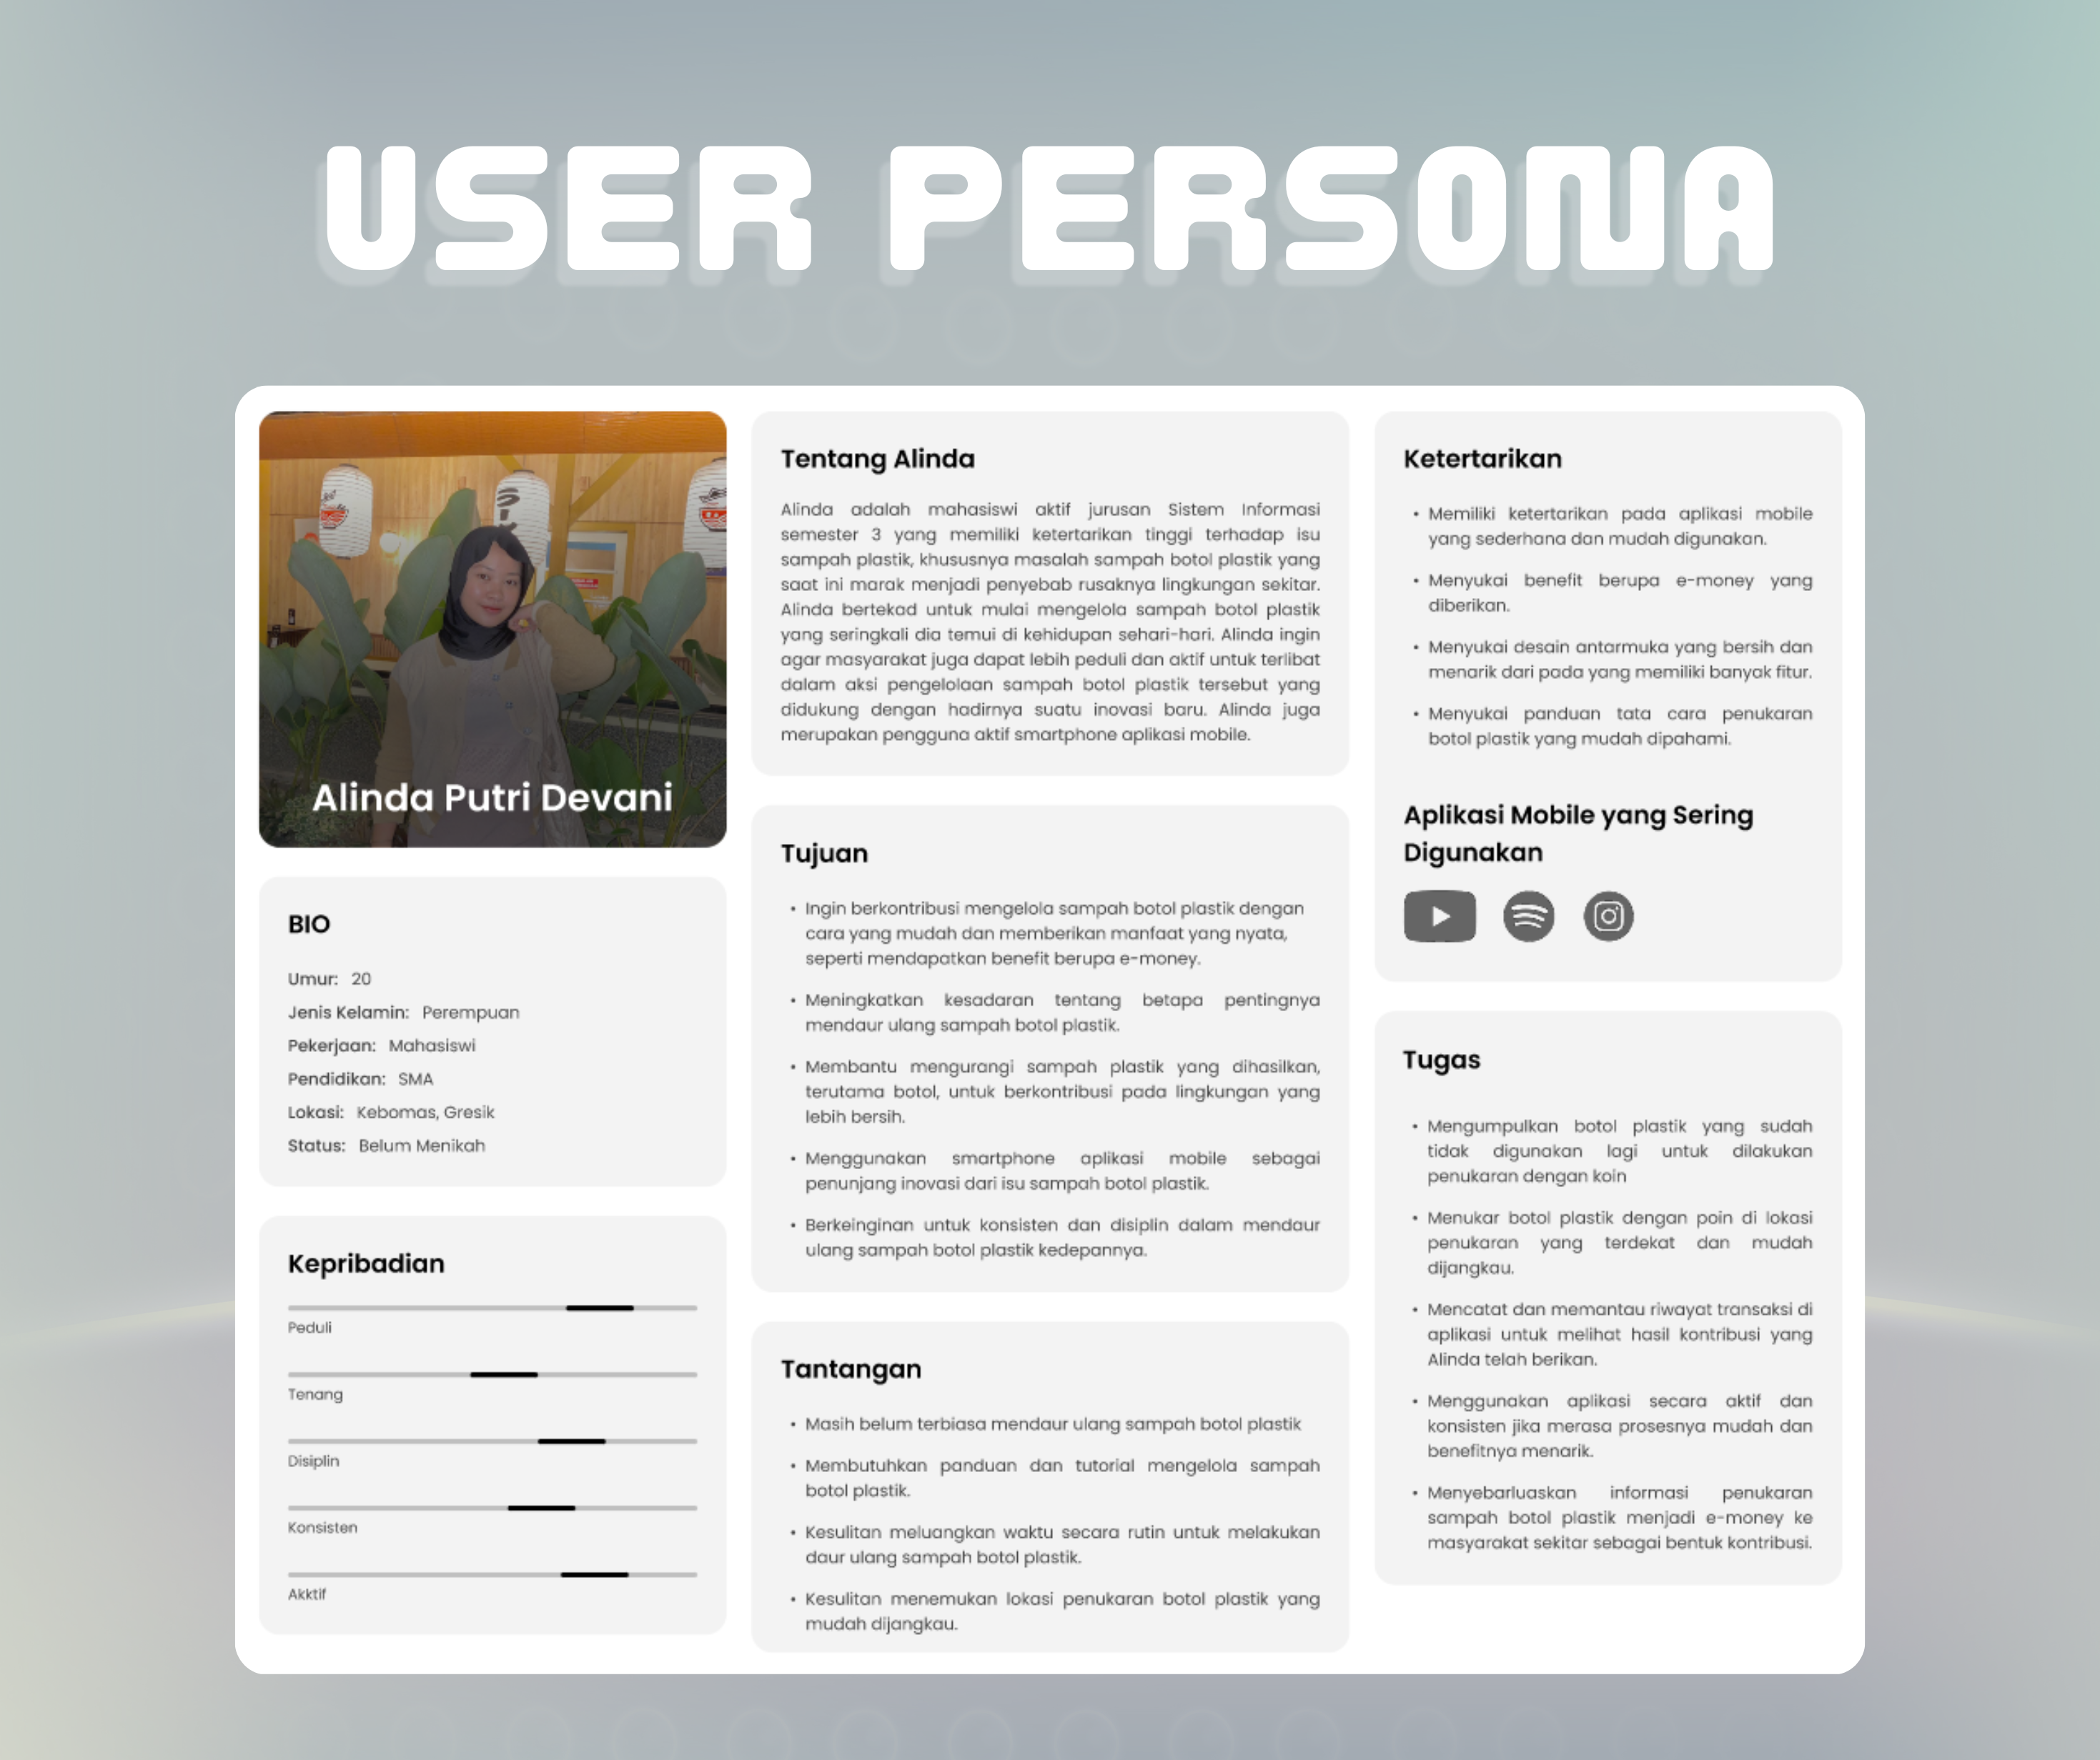 USER PERSONA
Alinda Putri Devani
BIO
Umur: 20
Jenis Kelamin: Perempuan
Pekerjaan: Mahasiswi
Pendidikan: SMA
Lokasi: Kebomas, Gresik
Status: Belum Menikah
Kepribadian
Peduli
Tenang
Disiplin
Konsisten
Akktif
Tentang Alinda
Alinda adalah mahasiswi aktif jurusan Sistem Informasi
semester 3 yang memiliki ketertarikan tinggi terhadap isu
sampah plastik, khususnya masalah sampah botol plastik yang
saat ini marak menjadi penyebab rusaknya lingkungan sekitar.
Alinda bertekad untuk mulai mengelola sampah botol plastik
yang seringkali dia temui di kehidupan sehari-hari. Alinda ingin
agar masyarakat juga dapat lebih peduli dan aktif untuk terlibat
dalam aksi pengelolaan sampah botol plastik tersebut yang
didukung dengan hadirnya suatu inovasi baru. Alinda juga
merupakan pengguna aktif smartphone aplikasi mobile.
Tujuan
• Ingin berkontribusi mengelola sampah botol plastik dengan
cara yang mudah dan memberikan manfaat yang nyata,
seperti mendapatkan benefit berupa e-money.
• Meningkatkan kesadaran tentang betapa pentingnya
mendaur ulang sampah botol plastik.
• Membantu mengurangi sampah plastik yang dihasilkan,
terutama botol, untuk berkontribusi pada lingkungan yang
lebih bersih.
• Menggunakan smartphone aplikasi mobile sebagai
penunjang inovasi dari isu sampah botol plastik.
• Berkeinginan untuk konsisten dan disiplin dalam mendaur
ulang sampah botol plastik kedepannya.
Tantangan
• Masih belum terbiasa mendaur ulang sampah botol plastik
• Membutuhkan panduan dan tutorial mengelola sampah
botol plastik.
• Kesulitan meluangkan waktu secara rutin untuk melakukan
daur ulang sampah botol plastik.
• Kesulitan menemukan lokasi penukaran botol plastik yang
mudah dijangkau.
Ketertarikan
• Memiliki ketertarikan pada aplikasi mobile
yang sederhana dan mudah digunakan.
• Menyukai benefit berupa e-money yang
diberikan.
• Menyukai desain antarmuka yang bersih dan
menarik dari pada yang memiliki banyak fitur.
• Menyukai panduan tata cara penukaran
botol plastik yang mudah dipahami.
Aplikasi Mobile yang Sering
Digunakan
Tugas
• Mengumpulkan botol plastik yang sudah
tidak digunakan lagi untuk dilakukan
penukaran dengan koin
• Menukar botol plastik dengan poin di lokasi
penukaran yang terdekat dan mudah
dijangkau.
• Mencatat dan memantau riwayat transaksi di
aplikasi untuk melihat hasil kontribusi yang
Alinda telah berikan.
• Menggunakan aplikasi secara aktif dan
konsisten jika merasa prosesnya mudah dan
benefitnya menarik.
• Menyebarluaskan informasi penukaran
sampah botol plastik menjadi e-money ke
masyarakat sekitar sebagai bentuk kontribusi.